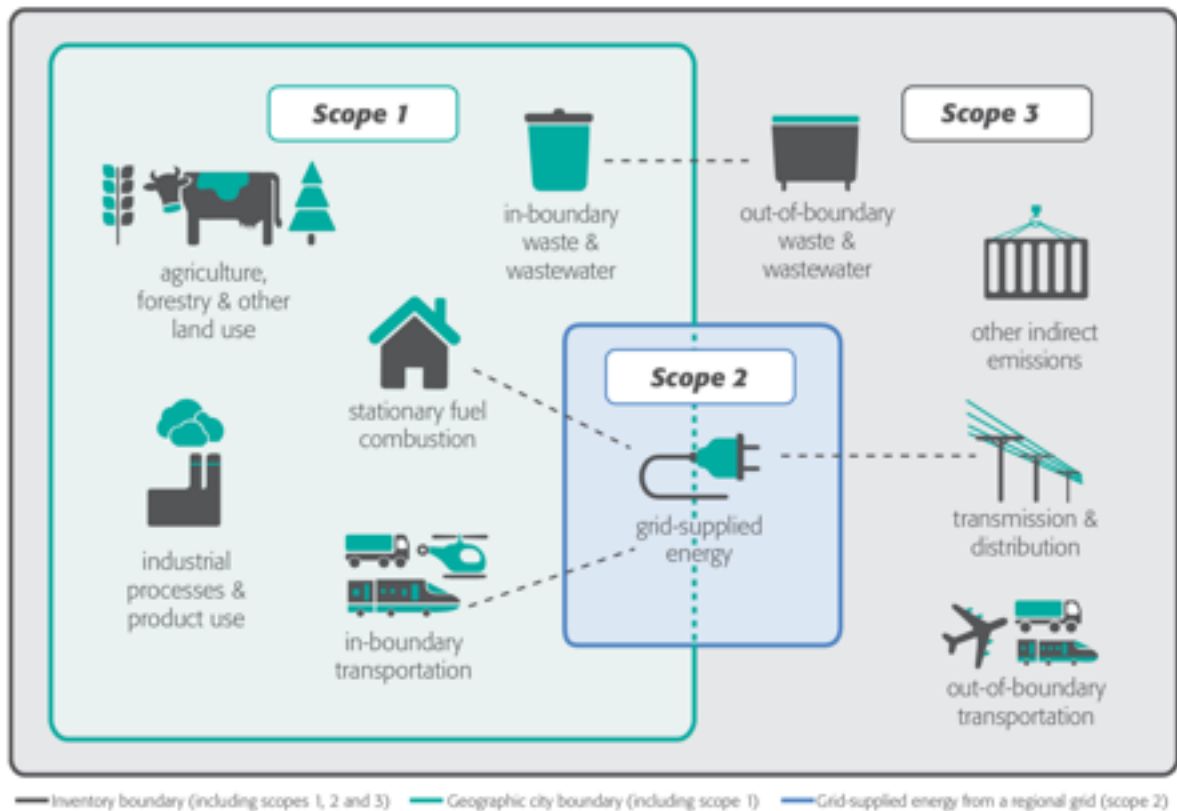 Scope 1
Scope 3
in-boundary
waste &
wastewater
out-of-boundary
waste &
wastewater
agriculture,
forestry & other
land use
other indirect
emissions
Scope 2
stationary fuel
combustion
grid-supplied
energy
transmission &
distribution
industrial
processes &
product use
in-boundary
transportation
out-of-boundary
transportation
Inventory boundary (including scopes 1, 2 and 3)
Geographic city boundary (including scope 1)
Grid-supplied energy from a regional grid (scope 2)